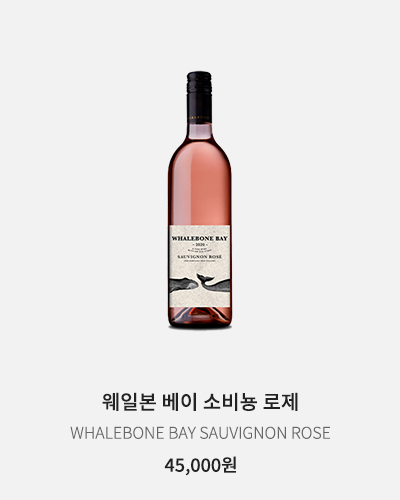 WHALEBONE BAY
2020
SAUVIGNON ROSÉ
웨일본 베이 소비뇽 로제
WHALEBONE BAY SAUVIGNON ROSE
45,000원